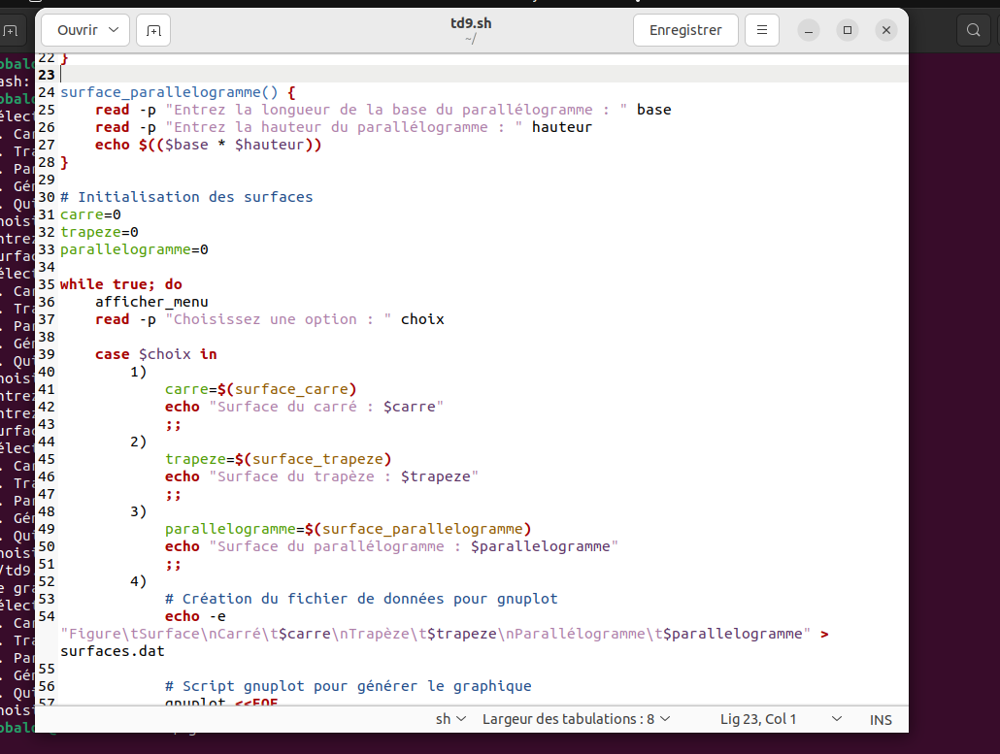 Ouvrir
td9.sh
~/
Enregistrer
22 }
23
24 surface_parallelogramme() {
25     read -p "Entrez la longueur de la base du parallélogramme : " base
26     read -p "Entrez la hauteur du parallélogramme : " hauteur
27     echo $(($base * $hauteur))
28 }
29
30 # Initialisation des surfaces
31 carre=0
32 trapeze=0
33 parallelogramme=0
34
35 while true; do
36     afficher_menu
37     read -p "Choisissez une option : " choix
38
39     case $choix in
40         1)
41             carre=$(surface_carre)
42             echo "Surface du carré : $carre"
43             ;;
44         2)
45             trapeze=$(surface_trapeze)
46             echo "Surface du trapèze : $trapeze"
47             ;;
48         3)
49             parallelogramme=$(surface_parallelogramme)
50             echo "Surface du parallélogramme : $parallelogramme"
51             ;;
52         4)
53             # Création du fichier de données pour gnuplot
54             echo -e
"Figure\tSurface\nCarré\t$carre\nTrapèze\t$trapeze\nParallélogramme\t$parallelogramme" >
surfaces.dat
55
56             # Script gnuplot pour générer le graphique
57             gnuplot <<EOF
sh Largeur des tabulations : 8 Lig 23, Col 1 INS